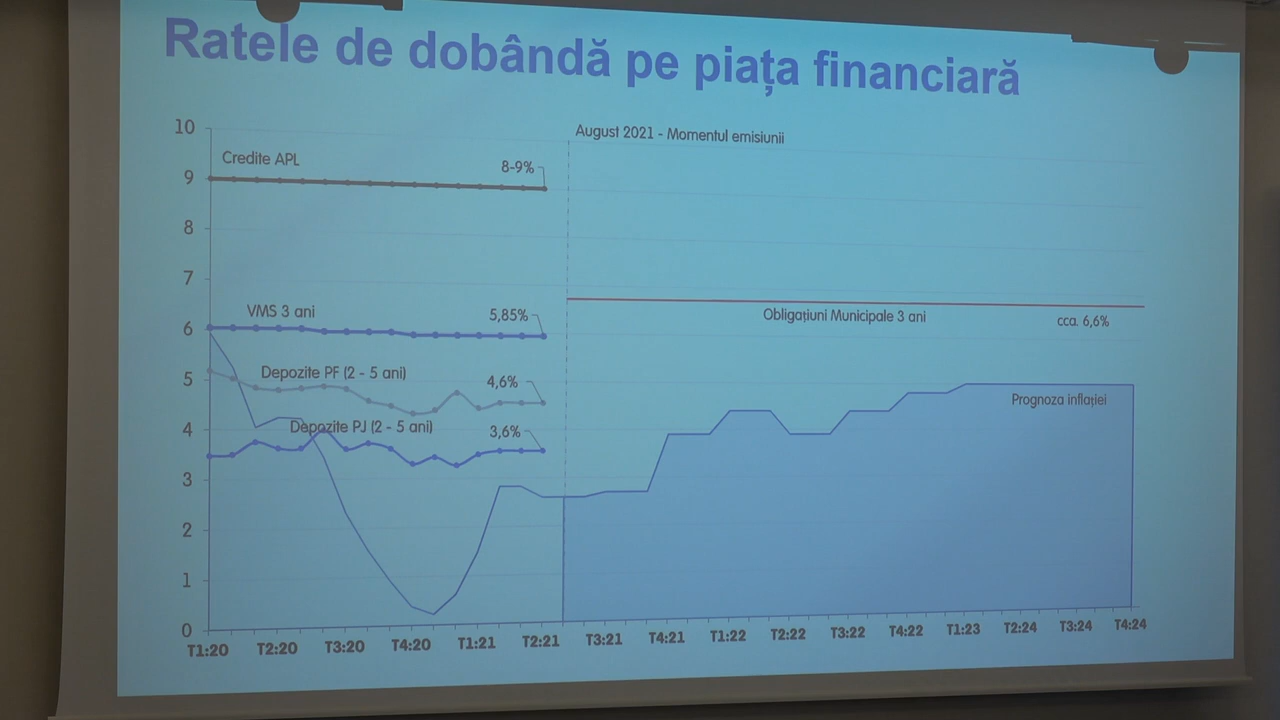 Ratele de dobândă pe piața financiară
10
August 2021 - Momentul emisiunii
Credite APL
8-9%
9
8
7
VMS 3 ani
5,85%
Obligațiuni Municipale 3 ani
cca. 6,6%
6
Depozite PF (2 - 5 ani)
4,6%
5
Prognoza inflației
Depozite PJ (2 - 5 ani)
3,6%
4
3
2
1
0
T1:20 T2:20 T3:20 T4:20 T1:21 T2:21 T3:21 T4:21 T1:22 T2:22 T3:22 T4:22 T1:23 T2:24 T3:24 T4:24